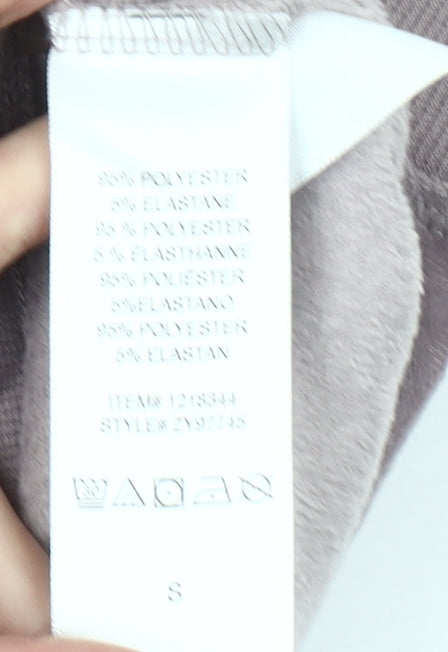 95% POLYESTER
5% ELASTANE
95 % POLYESTER
5 % ÉLASTHANNE
95% POLIÉSTER
5%ELASTANO
95% POLYESTER
5% ELASTAN
ITEM# 1218344
STYLE# ZY97745
S